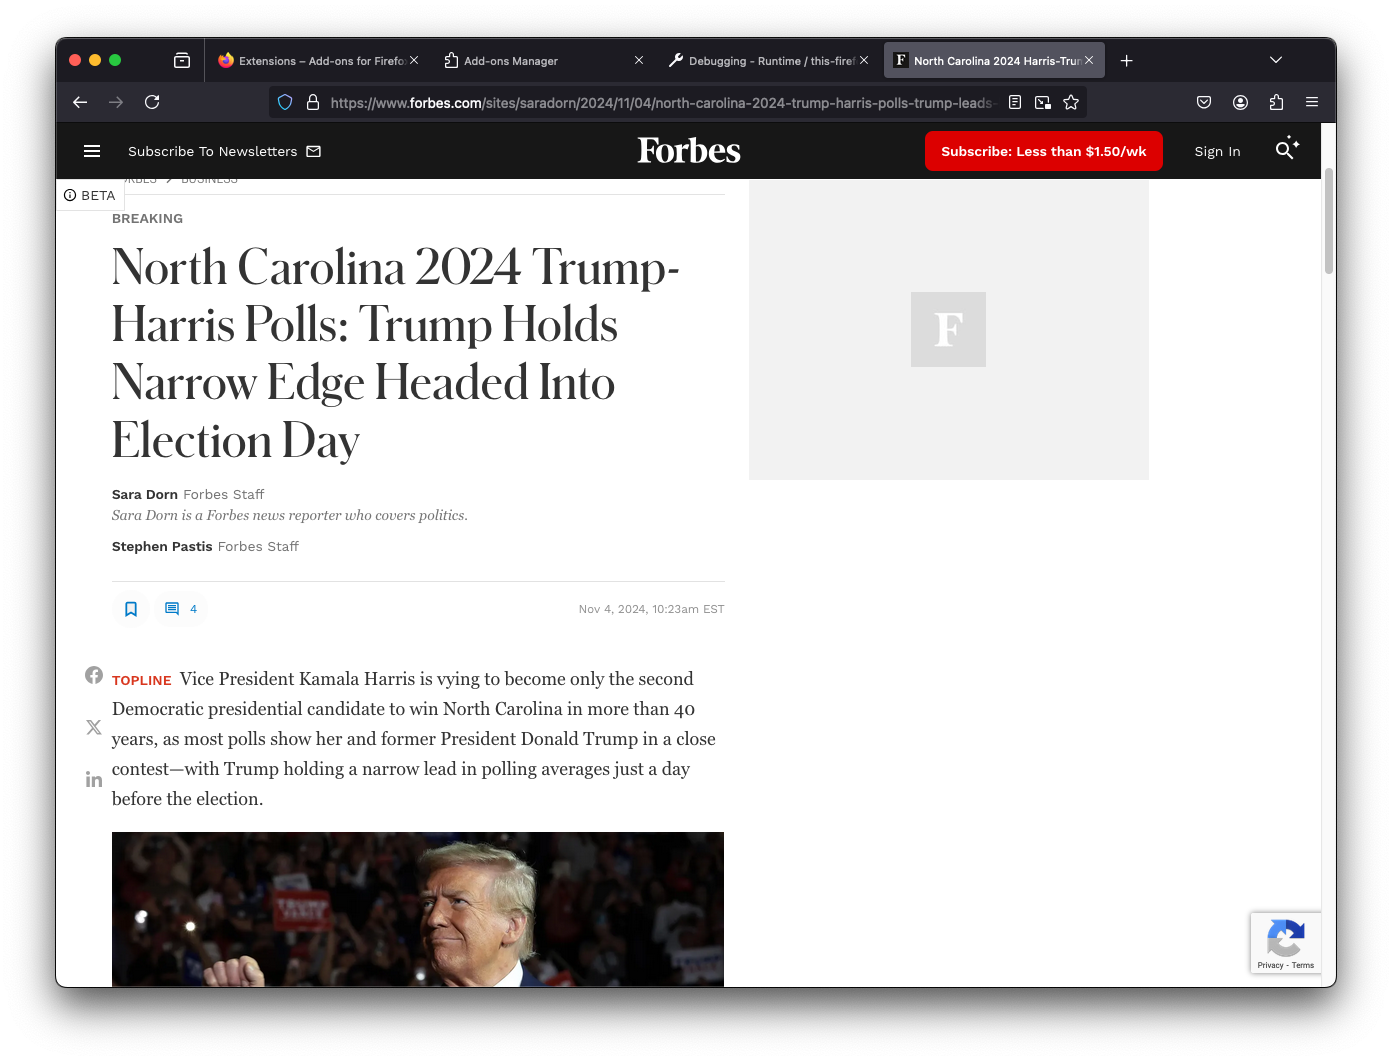 Extensions – Add-ons for Firefo
Add-ons Manager
Debugging - Runtime / this-firef
North Carolina 2024 Harris-Trun
https://www.forbes.com/sites/saradorn/2024/11/04/north-carolina-2024-trump-harris-polls-trump-leads-
Subscribe To Newsletters
Forbes
Subscribe: Less than $1.50/wk
Sign In
BUSINESS
BETA
BREAKING
North Carolina 2024 Trump-
Harris Polls: Trump Holds
Narrow Edge Headed Into
Election Day
F
Sara Dorn Forbes Staff
Sara Dorn is a Forbes news reporter who covers politics.
Stephen Pastis Forbes Staff
4
Nov 4, 2024, 10:23am EST
TOPLINE Vice President Kamala Harris is vying to become only the second
Democratic presidential candidate to win North Carolina in more than 40
years, as most polls show her and former President Donald Trump in a close
contest—with Trump holding a narrow lead in polling averages just a day
before the election.
TRUMP
VANCE
Privacy - Terms